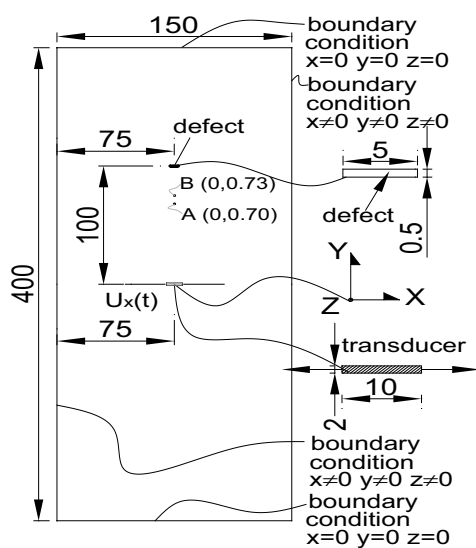 150
boundary
condition
x=0 y=0 z=0
boundary
condition
x≠0 y≠0 z≠0
75
defect
5
B (0,0.73)
A (0,0.70)
defect
0.5
100
400
Y
X
Z
Ux(t)
75
transducer
10
2
boundary
condition
x≠0 y≠0 z≠0
boundary
condition
x=0 y=0 z=0